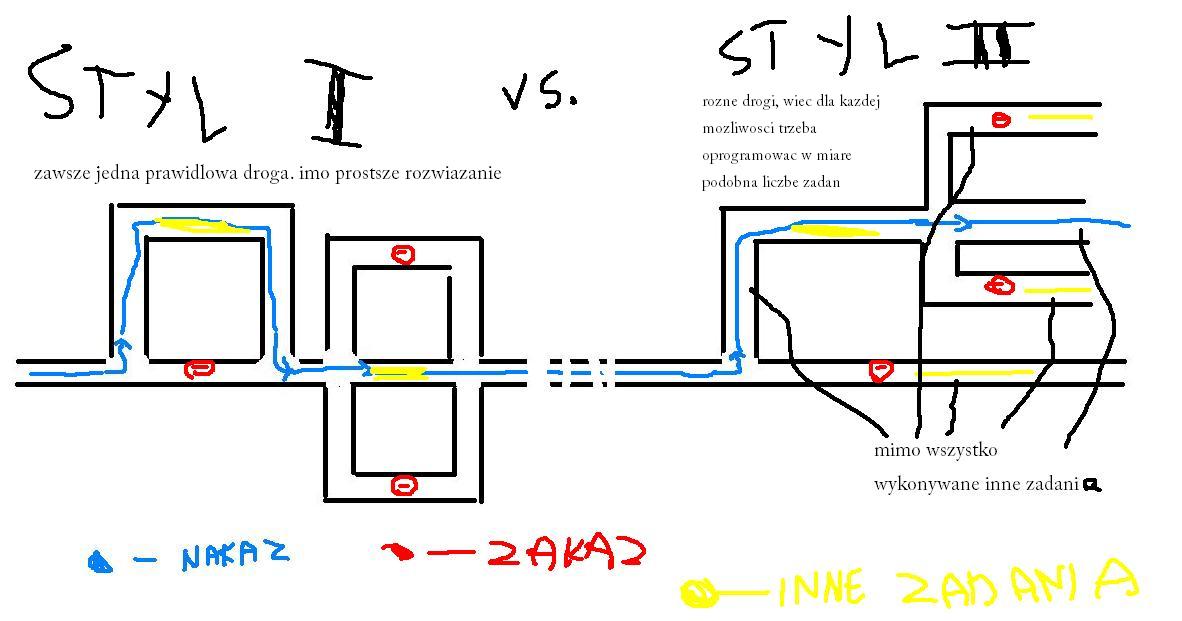 STYL I
vs.
STYL II
zawsze jedna prawidlowa droga. imo prostsze rozwiazanie
rozne drogi, wiec dla kazdej
mozliwosci trzeba
oprogramowac w miare
podobna liczbe zadan
mimo wszystko
wykonywane inne zadania
- NAKAZ
- ZAKAZ
- INNE ZADANIA